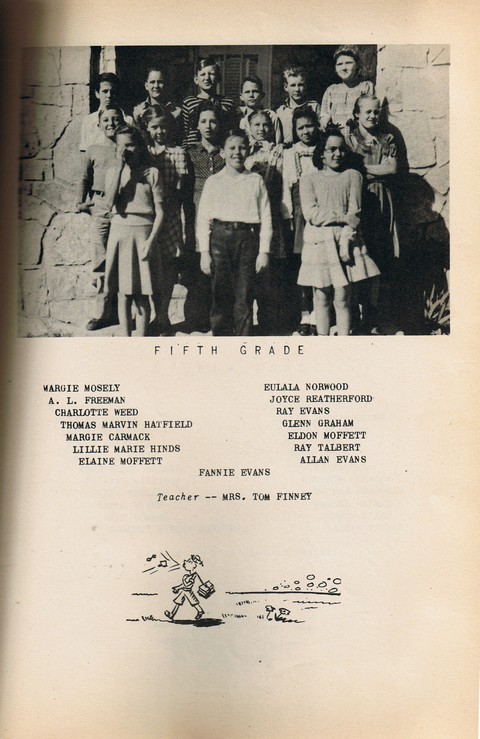 FIFTH GRADE
MARGIE MOSELY
A. L. FREEMAN
CHARLOTTE WEED
THOMAS MARVIN HATFIELD
MARGIE CARMACK
LILLIE MARIE HINDS
ELAINE MOFFETT
EULALA NORWOOD
JOYCE REATHERFORD
RAY EVANS
GLENN GRAHAM
ELDON MOFFETT
RAY TALBERT
ALLAN EVANS
FANNIE EVANS
Teacher -- MRS. TOM FINNEY